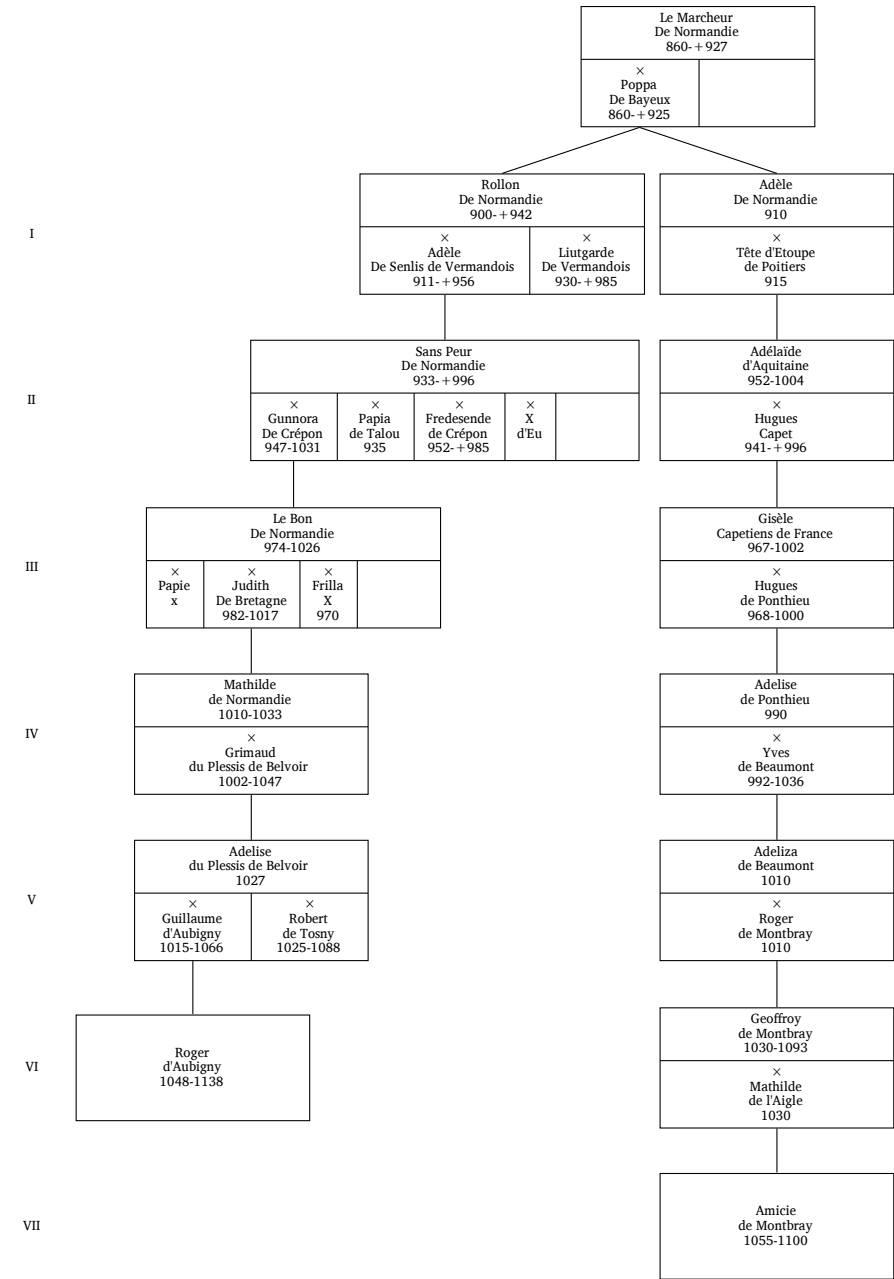 Le Marcheur
De Normandie
860-+927
×
Poppa
De Bayeux
860-+925
I
Rollon
De Normandie
900-+942
×
Adèle
De Senlis de Vermandois
911-+956
×
Liutgarde
De Vermandois
930-+985
Adèle
De Normandie
910
×
Tête d'Etoupe
de Poitiers
915
II
Sans Peur
De Normandie
933-+996
×
Gunnora
De Crépon
947-1031
×
Papia
de Talou
935
×
Fredesende
de Crépon
952-+985
×
X
d'Eu
Adélaïde
d'Aquitaine
952-1004
×
Hugues
Capet
941-+996
III
Le Bon
De Normandie
974-1026
×
Papie
x
×
Judith
De Bretagne
982-1017
×
Frilla
X
970
Gisèle
Capetiens de France
967-1002
×
Hugues
de Ponthieu
968-1000
IV
Mathilde
de Normandie
1010-1033
×
Grimaud
du Plessis de Belvoir
1002-1047
Adelise
de Ponthieu
990
×
Yves
de Beaumont
992-1036
V
Adelise
du Plessis de Belvoir
1027
×
Guillaume
d'Aubigny
1015-1066
×
Robert
de Tosny
1025-1088
Adeliza
de Beaumont
1010
×
Roger
de Montbray
1010
VI
Roger
d'Aubigny
1048-1138
Geoffroy
de Montbray
1030-1093
×
Mathilde
de l'Aigle
1030
VII
Amicie
de Montbray
1055-1100